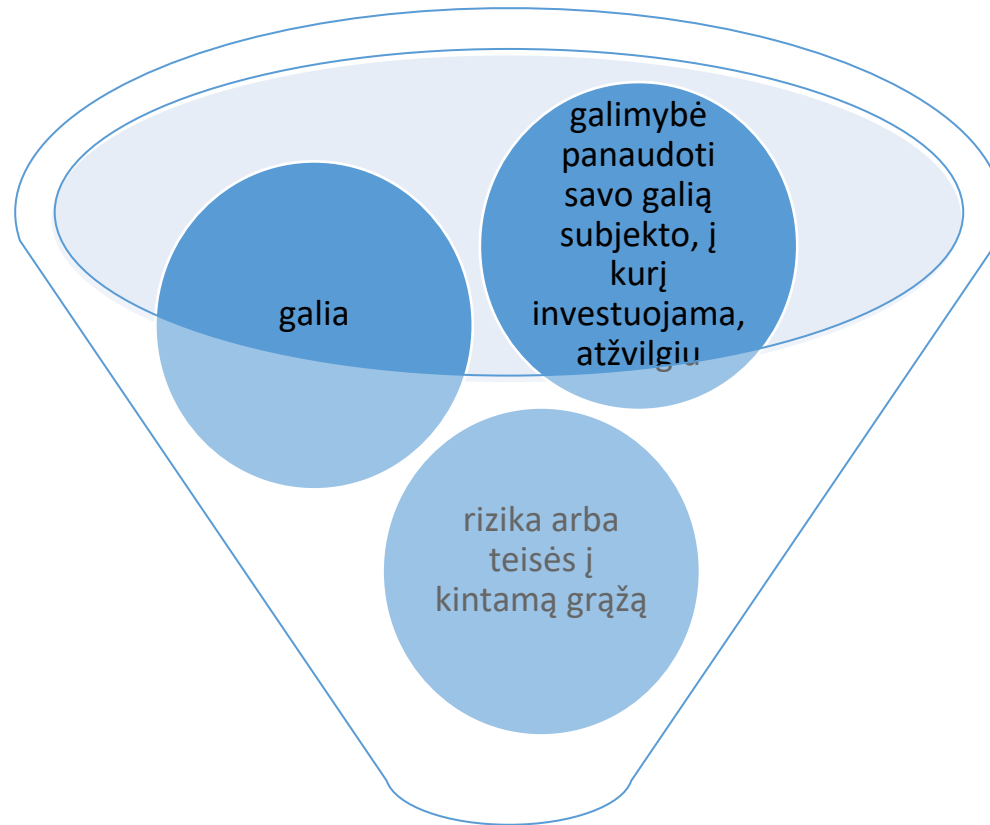 galimybė
panaudoti
savo galią
subjekto, į
kurį
investuojama,
atžvilgiu
galia
rizika arba
teisės į
kintamą grąžą